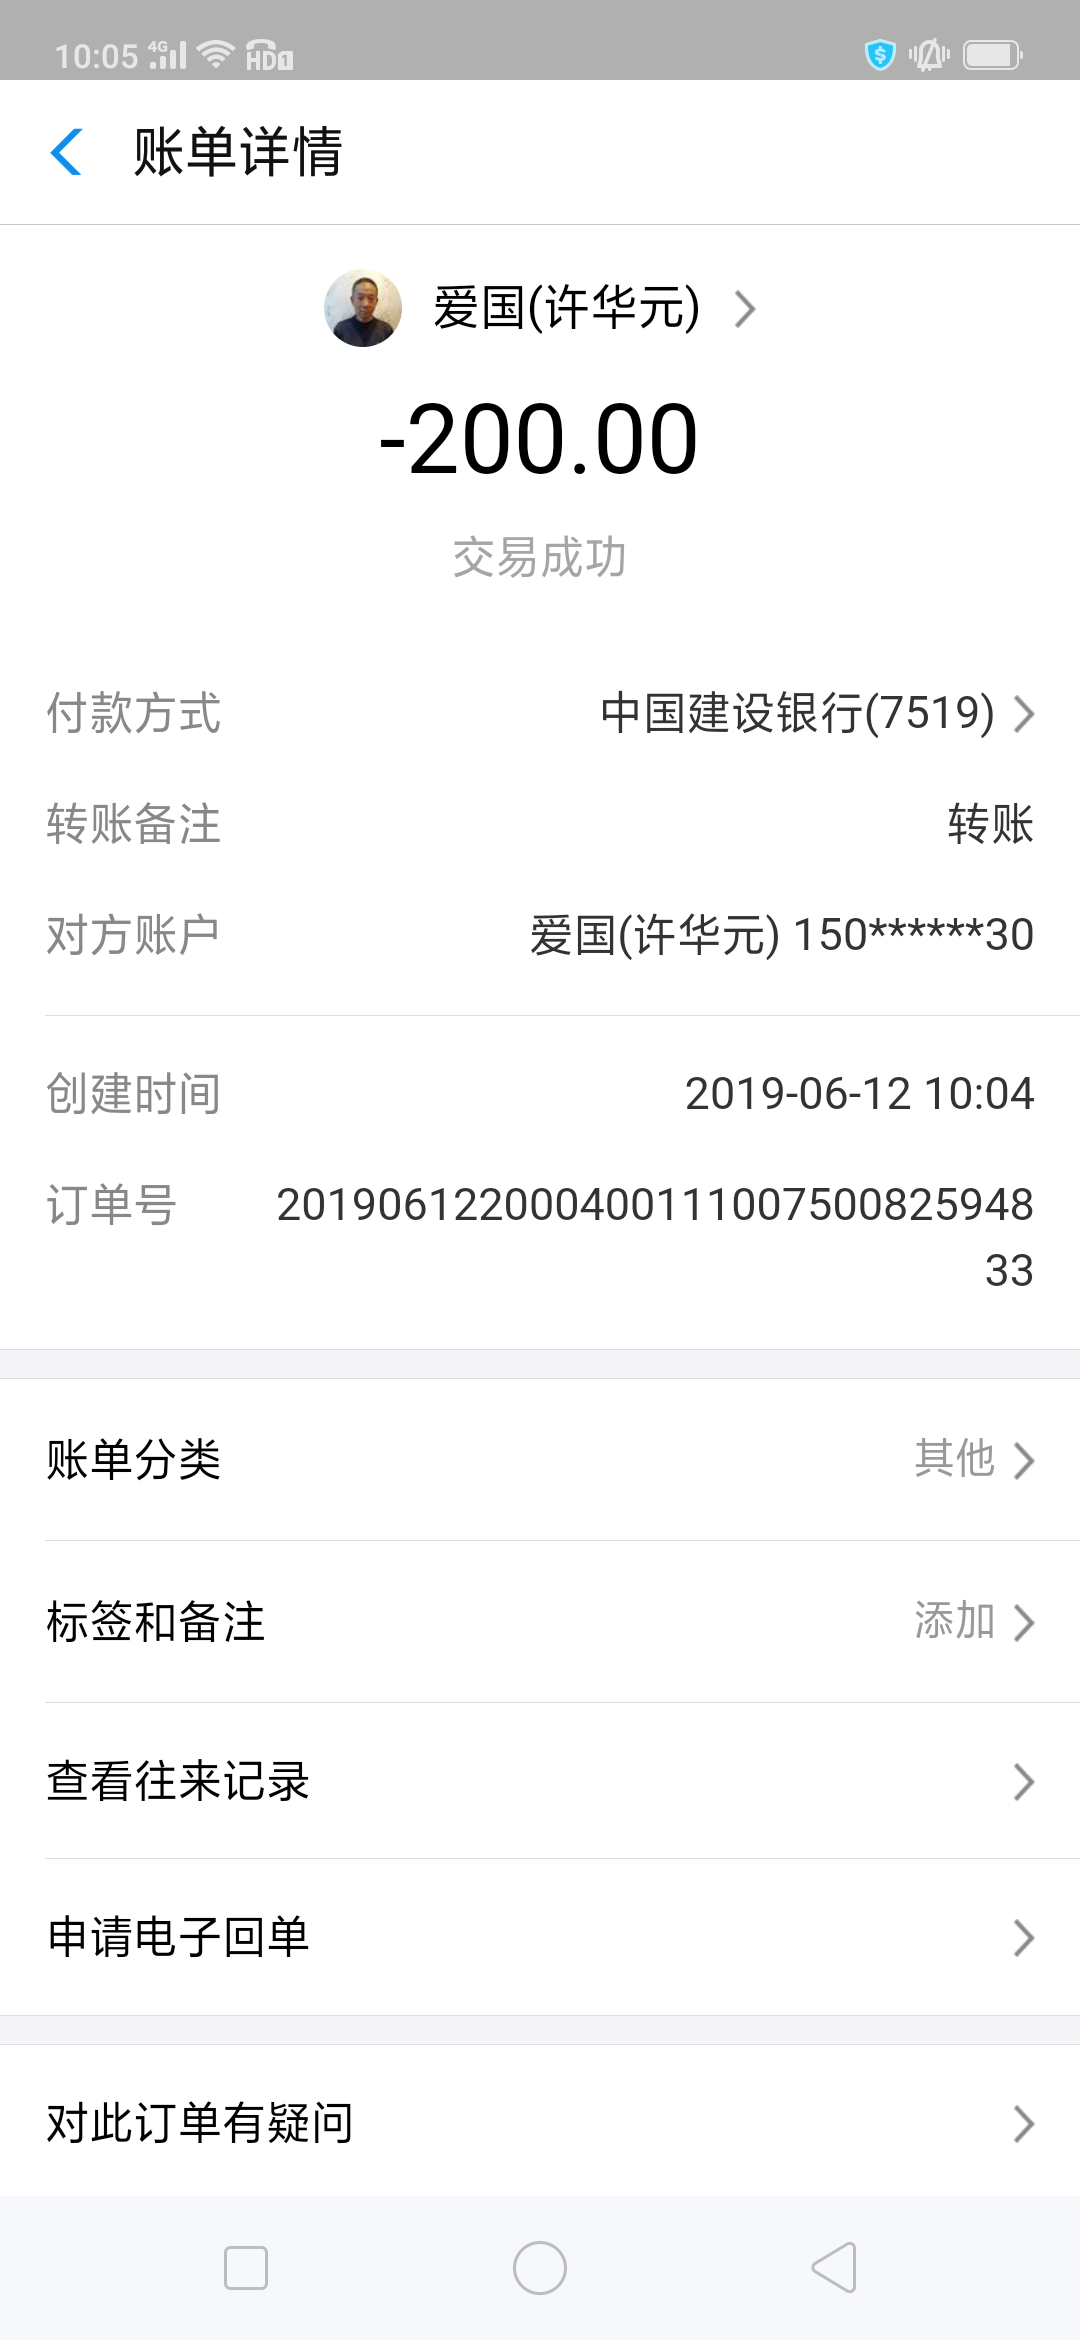 10:05 4G HD1
账单详情
爱国(许华元)
-200.00
交易成功
付款方式 中国建设银行(7519)
转账备注 转账
对方账户 爱国(许华元) 150******30
创建时间 2019-06-12 10:04
订单号 201906122000400111007500825948
33
账单分类 其他
标签和备注 添加
查看往来记录
申请电子回单
对此订单有疑问